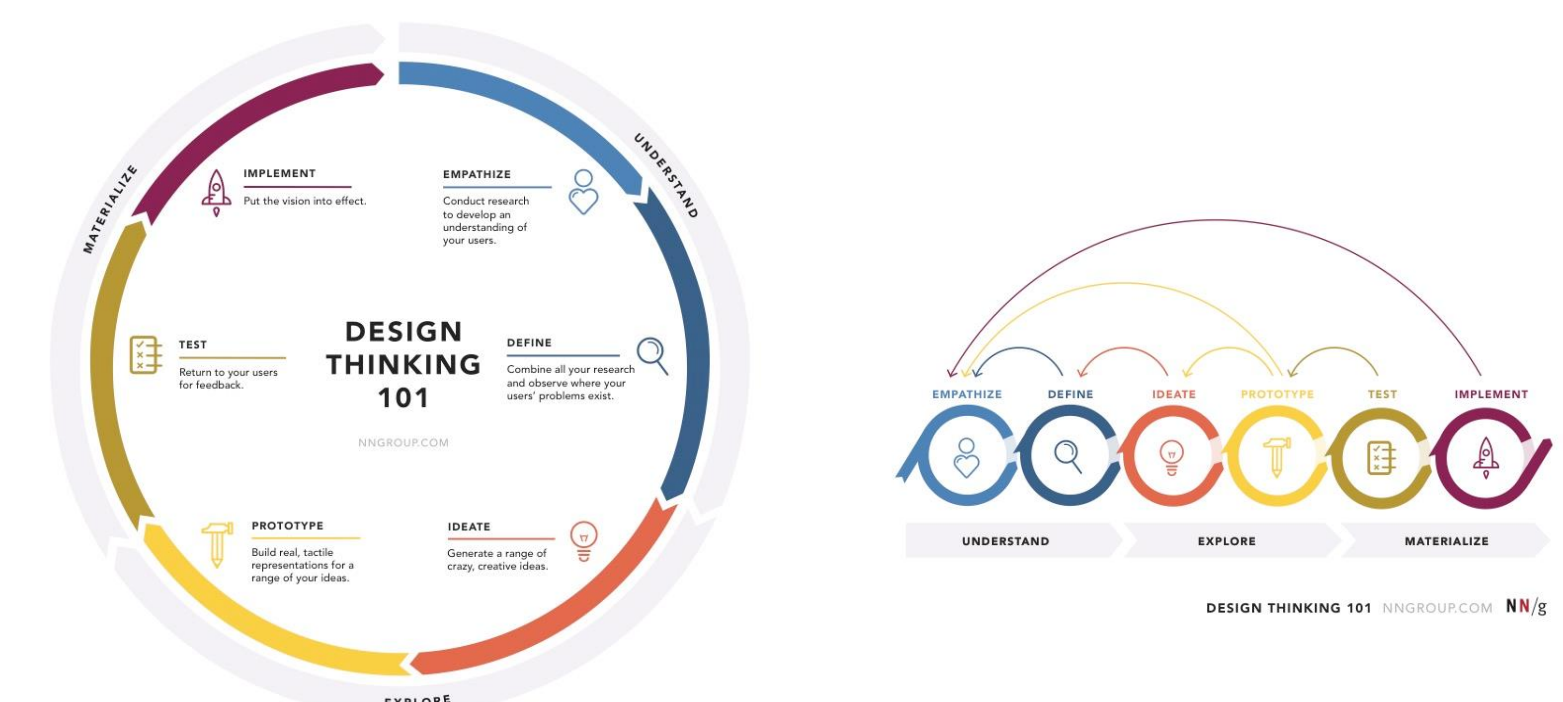 UNDERSTAND
MATERIALIZE
IMPLEMENT
Put the vision into effect.
EMPATHIZE
Conduct research
to develop an
understanding of
your users.
TEST
Return to your users
for feedback.
DESIGN
THINKING
101
NNGROUP.COM
DEFINE
Combine all your research
and observe where your
users' problems exist.
PROTOTYPE
Build real, tactile
representations for a
range of your ideas.
IDEATE
Generate a range of
crazy, creative ideas.
EXPLORE
EMPATHIZE
DEFINE
IDEATE
PROTOTYPE
TEST
IMPLEMENT
UNDERSTAND
EXPLORE
MATERIALIZE
DESIGN THINKING 101 NNGROUP.COM NN/g